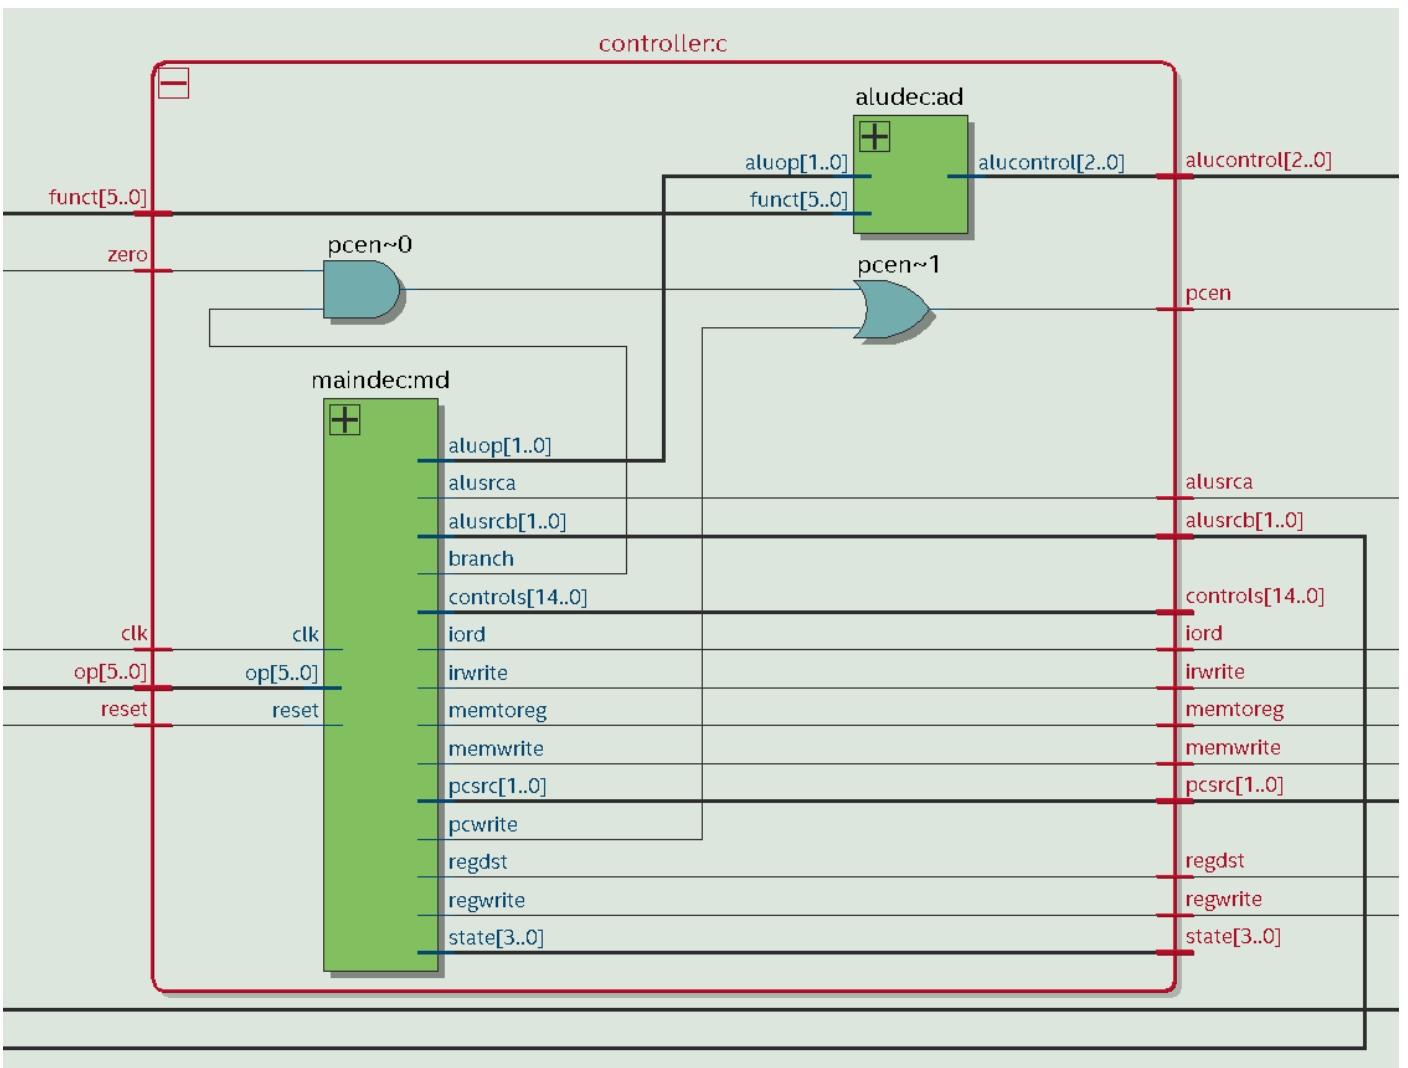 controller:c
aludec:ad
aluop[1..0]
alucontrol[2..0]
alucontrol[2..0]
funct[5..0]
funct[5..0]
zero
pcen~0
pcen~1
pcen
maindec:md
aluop[1..0]
alusrca
alusrca
alusrcb[1..0]
alusrcb[1..0]
branch
controls[14..0]
controls[14..0]
clk
clk
iord
iord
op[5..0]
op[5..0]
irwrite
irwrite
reset
reset
memtoreg
memtoreg
memwrite
memwrite
pcsrc[1..0]
pcsrc[1..0]
pcwrite
regdst
regdst
regwrite
regwrite
state[3..0]
state[3..0]